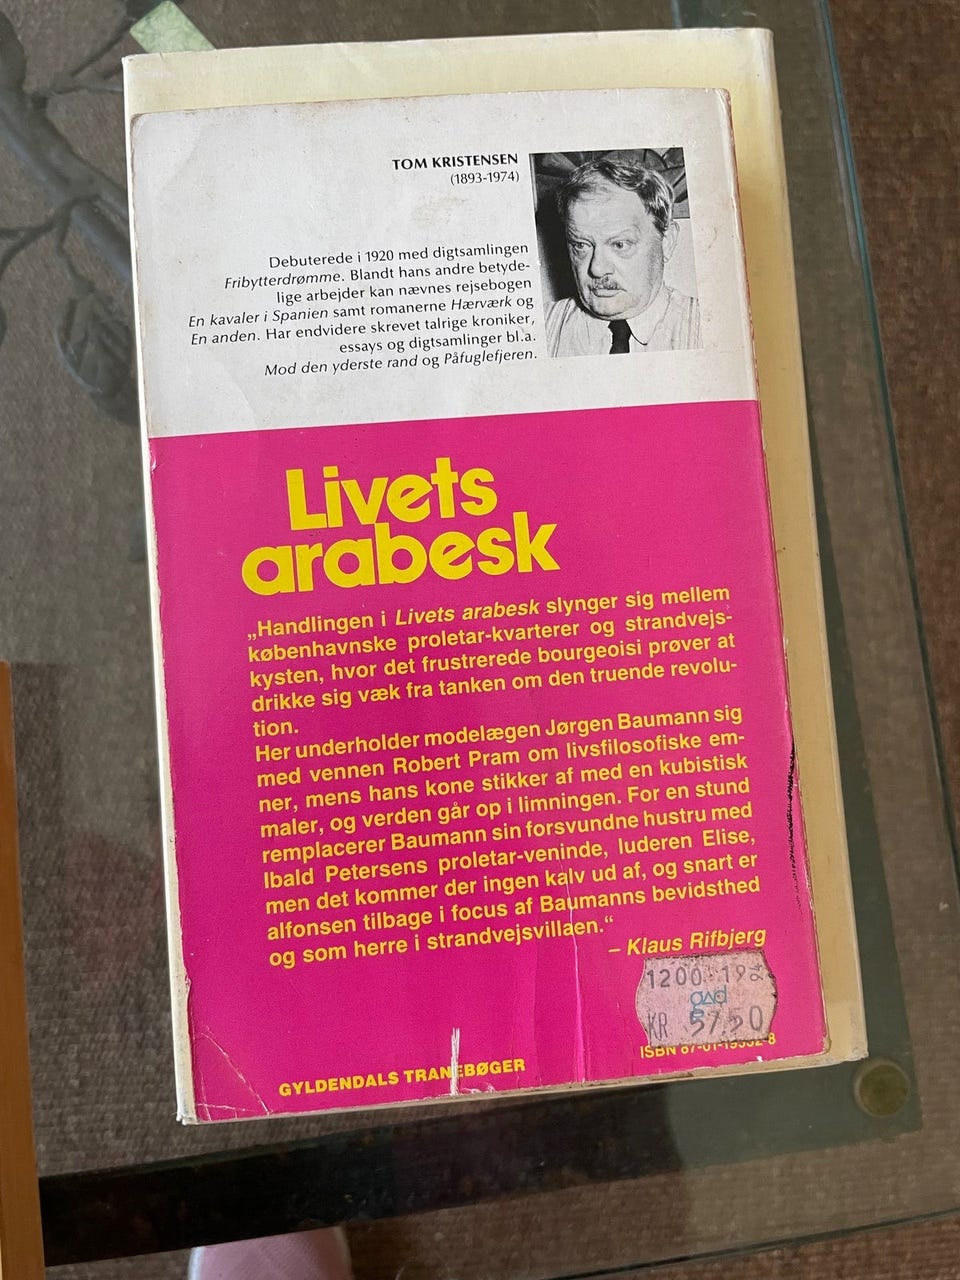 TOM KRISTENSEN
(1893-1974)
Debuterede i 1920 med digtsamlingen
Fribytterdrømme. Blandt hans andre betyde-
lige arbejder kan nævnes rejsebogen
En kavaler i Spanien samt romanerne Hærværk og
En anden. Har endvidere skrevet talrige kroniker,
essays og digtsamlinger bl.a.
Mod den yderste rand og Påfuglefjeren.
Livets
arabesk
„Handlingen i Livets arabesk slynger sig mellem
københavnske proletar-kvarterer og strandvejs-
kysten, hvor det frustrerede bourgeoisi prøver at
drikke sig væk fra tanken om den truende revolu-
tion.
Her underholder modelægen Jørgen Baumann sig
med vennen Robert Pram om livsfilosofiske em-
ner, mens hans kone stikker af med en kubistisk
maler, og verden går op i limningen. For en stund
remplacerer Baumann sin forsvundne hustru med
Ibald Petersens proletar-veninde, luderen Elise,
men det kommer der ingen kalv ud af, og snart er
alfonsen tilbage i focus af Baumanns bevidsthed
og som herre i strandvejsvillaen.“
– Klaus Rifbjerg
1200
gad
KR 57 50
ISBN
GYLDENDALS TRANEBØGER